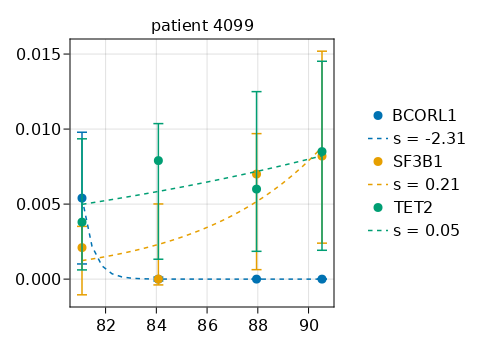 patient 4099
0.015
0.010
0.005
0.000
82
84
86
88
90
BCORL1
s = -2.31
SF3B1
s = 0.21
TET2
s = 0.05